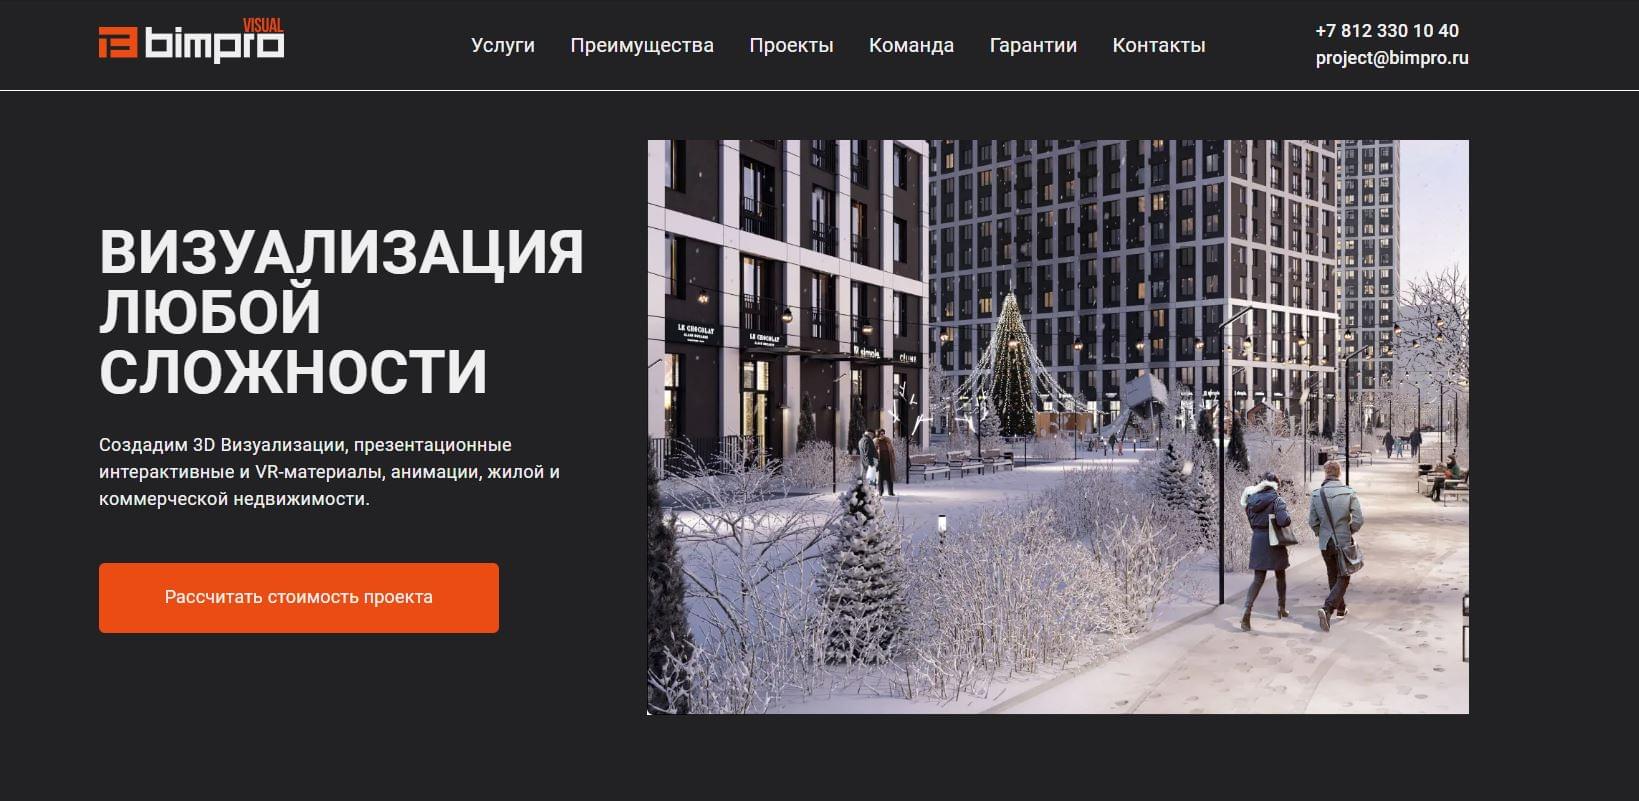 VISUAL
bimpro
Услуги Преимущества Проекты Команда Гарантии Контакты
+7 812 330 10 40
project@bimpro.ru
ВИЗУАЛИЗАЦИЯ
ЛЮБОЙ
СЛОЖНОСТИ
Создадим 3D Визуализации, презентационные
интерактивные и VR-материалы, анимации, жилой и
коммерческой недвижимости.
Рассчитать стоимость проекта
LE CHOCOLAT
LE CHOCOLAT
simple